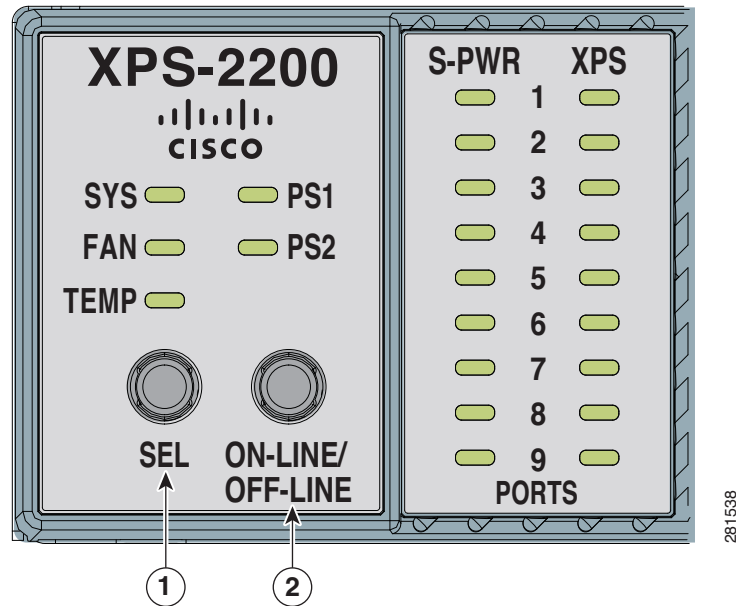 XPS-2200
CISCO
SYS PS1
FAN PS2
TEMP
SEL ON-LINE/
OFF-LINE
S-PWR XPS
1
2
3
4
5
6
7
8
9
PORTS
1 2
281538